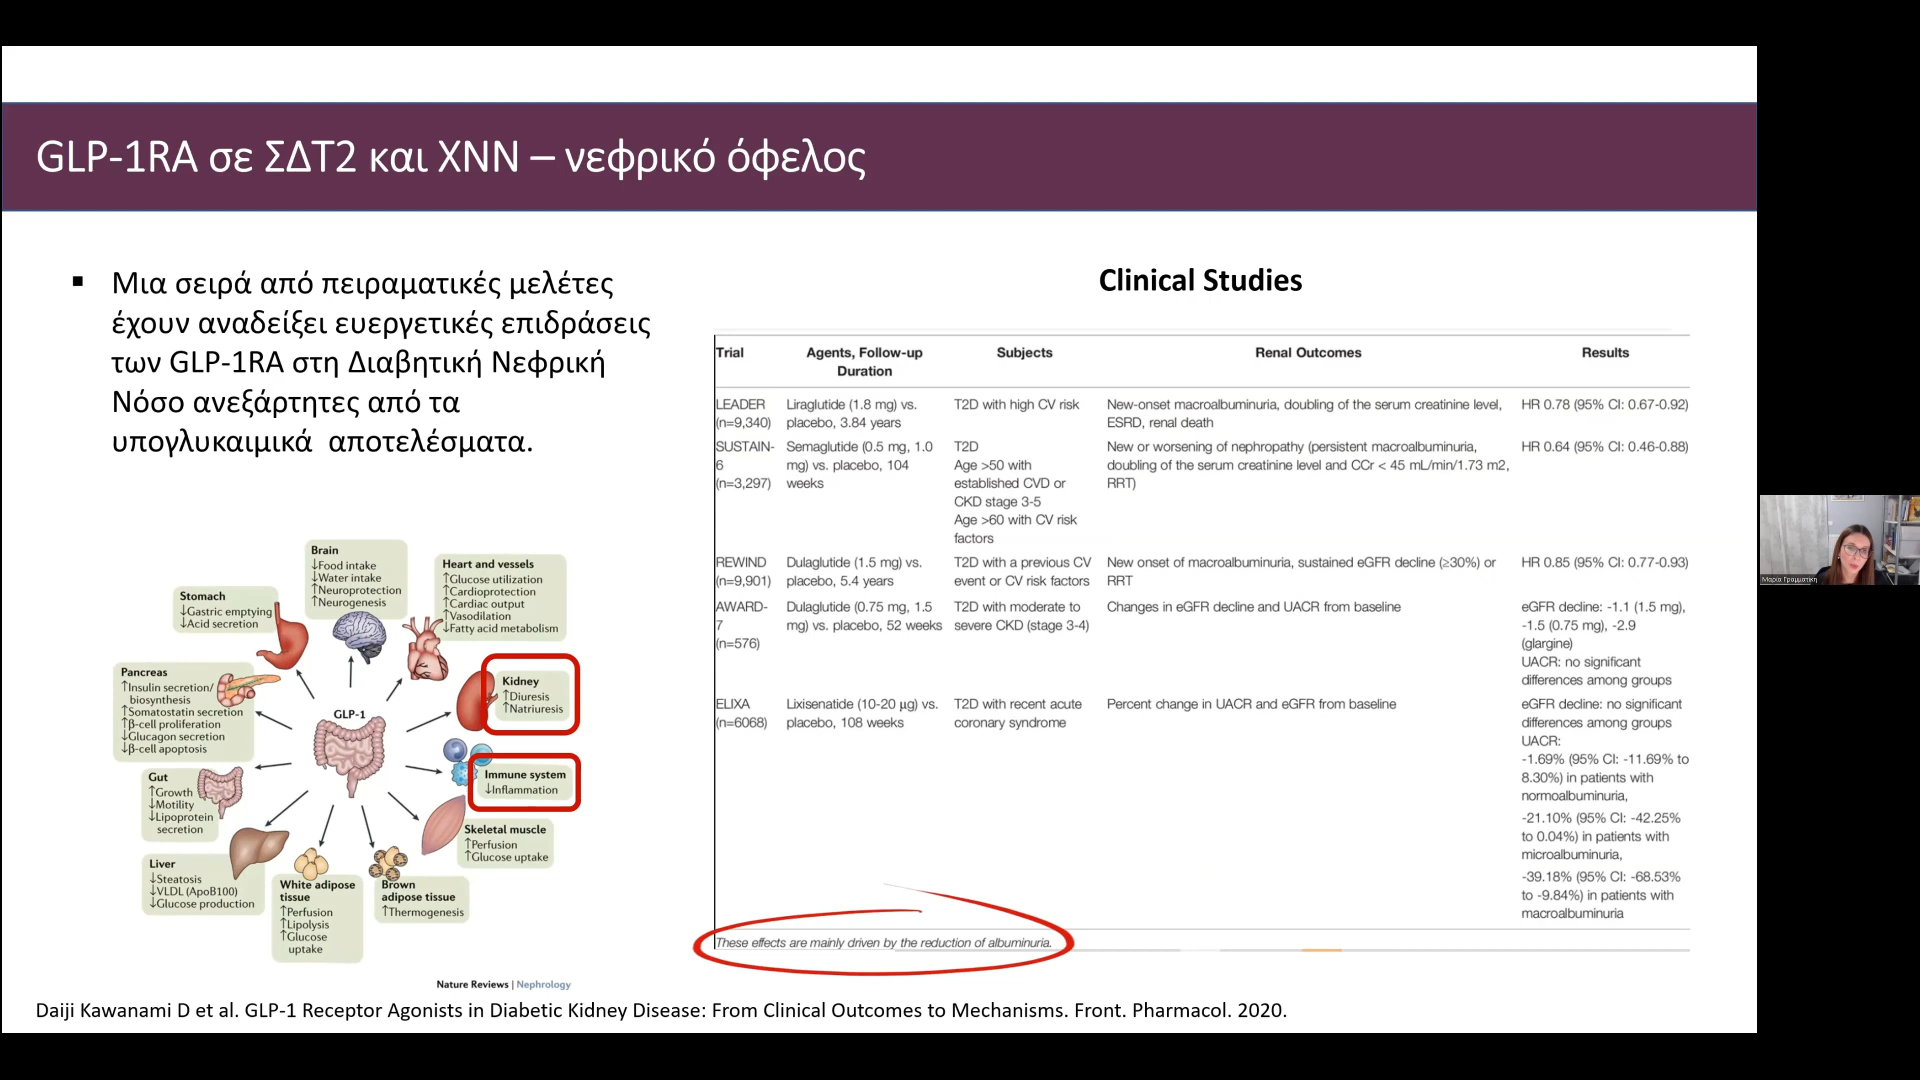 GLP-1RA σε ΣΔΤ2 και ΧΝΝ – νεφρικό όφελος
▪ Μια σειρά από πειραματικές μελέτες
έχουν αναδείξει ευεργετικές επιδράσεις
των GLP-1RA στη Διαβητική Νεφρική
Νόσο ανεξάρτητες από τα
υπογλυκαιμικά αποτελέσματα.
Brain
↓Food intake
↓Water intake
↑Neuroprotection
↑Neurogenesis
Heart and vessels
↑Glucose utilization
↑Cardioprotection
↑Cardiac output
↑Vasodilation
↓Fatty acid metabolism
Stomach
↓Gastric emptying
↓Acid secretion
Pancreas
↑Insulin secretion/
biosynthesis
↑Somatostatin secretion
↑β-cell proliferation
↓Glucagon secretion
↓β-cell apoptosis
GLP-1
Kidney
↑Diuresis
↑Natriuresis
Immune system
↓Inflammation
Gut
↑Growth
↓Motility
↓Lipoprotein
secretion
Skeletal muscle
↑Perfusion
↑Glucose uptake
Liver
↓Steatosis
↓VLDL (ApoB100)
↓Glucose production
White adipose
tissue
↑Perfusion
↑Lipolysis
↑Glucose
uptake
Brown
adipose tissue
↑Thermogenesis
Nature Reviews | Nephrology
Clinical Studies
Trial Agents, Follow-up Subjects Renal Outcomes Results
Duration
LEADER Liraglutide (1.8 mg) vs. T2D with high CV risk New-onset macroalbuminuria, doubling of the serum creatinine level, HR 0.78 (95% CI: 0.67-0.92)
(n=9,340) placebo, 3.84 years ESRD, renal death
SUSTAIN- Semaglutide (0.5 mg, 1.0 T2D New or worsening of nephropathy (persistent macroalbuminuria, HR 0.64 (95% CI: 0.46-0.88)
6 mg) vs. placebo, 104 Age >50 with doubling of the serum creatinine level and CCr < 45 mL/min/1.73 m2,
(n=3,297) weeks established CVD or RRT)
CKD stage 3-5
Age >60 with CV risk
factors
REWIND Dulaglutide (1.5 mg) vs. T2D with a previous CV New onset of macroalbuminuria, sustained eGFR decline (≥30%) or HR 0.85 (95% CI: 0.77-0.93)
(n=9,901) placebo, 5.4 years event or CV risk factors RRT
AWARD- Dulaglutide (0.75 mg, 1.5 T2D with moderate to Changes in eGFR decline and UACR from baseline eGFR decline: -1.1 (1.5 mg),
7 mg) vs. placebo, 52 weeks severe CKD (stage 3-4) -1.5 (0.75 mg), -2.9
(n=576) (glargine)
UACR: no significant
differences among groups
ELIXA Lixisenatide (10-20 μg) vs. T2D with recent acute Percent change in UACR and eGFR from baseline eGFR decline: no significant
(n=6068) placebo, 108 weeks coronary syndrome differences among groups
UACR:
-1.69% (95% CI: -11.69% to
8.30%) in patients with
normoalbuminuria,
-21.10% (95% CI: -42.25%
to 0.04%) in patients with
microalbuminuria,
-39.18% (95% CI: -68.53%
to -9.84%) in patients with
macroalbuminuria
These effects are mainly driven by the reduction of albuminuria.
Daiji Kawanami D et al. GLP-1 Receptor Agonists in Diabetic Kidney Disease: From Clinical Outcomes to Mechanisms. Front. Pharmacol. 2020.
Μαρία Γραμματίκη